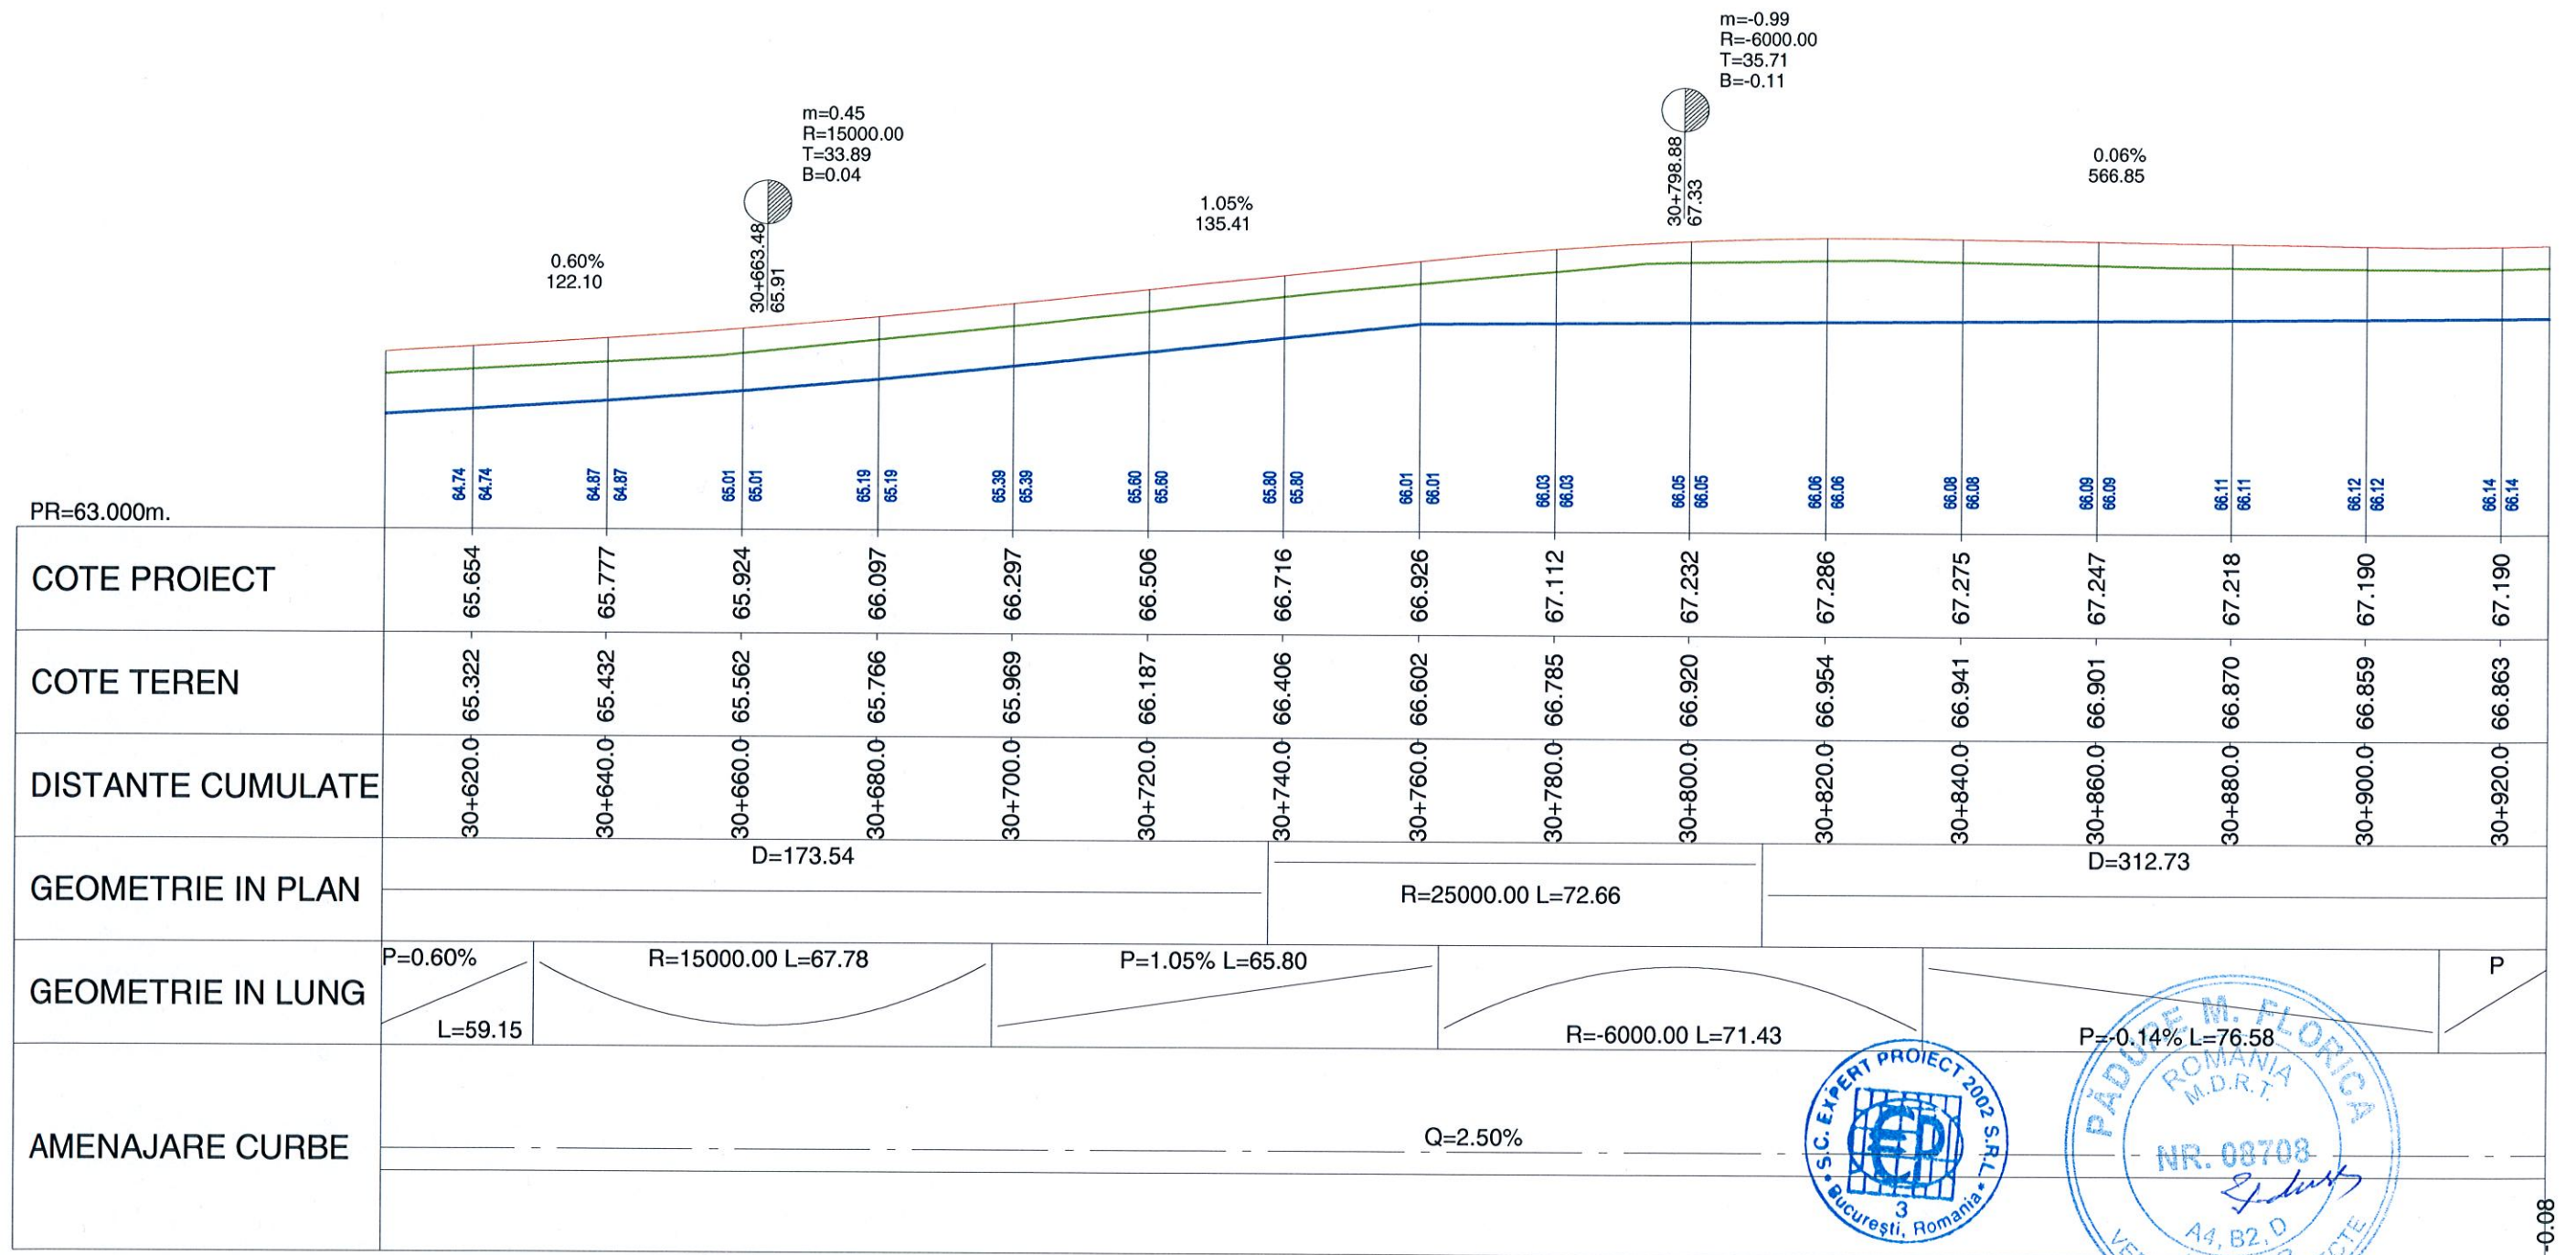 m=-0.99
R=-6000.00
T=35.71
B=-0.11
30+798.88
67.33
m=0.45
R=15000.00
T=33.89
B=0.04
30+663.48
65.91
0.60%
122.10
1.05%
135.41
0.06%
566.85
64.74 64.74 64.87 64.87 65.01 65.01 65.19 65.19 65.39 65.39 65.60 65.60 65.80 65.80 66.01 66.01 66.03 66.03 66.05 66.05 66.06 66.06 66.08 66.08 66.09 66.09 66.11 66.11 66.12 66.12 66.14 66.14
PR=63.000m.
COTE PROIECT 65.654 65.777 65.924 66.097 66.297 66.506 66.716 66.926 67.112 67.232 67.286 67.275 67.247 67.218 67.190 67.190
COTE TEREN 65.322 65.432 65.562 65.766 65.969 66.187 66.406 66.602 66.785 66.920 66.954 66.941 66.901 66.870 66.859 66.863
DISTANTE CUMULATE 30+620.0 30+640.0 30+660.0 30+680.0 30+700.0 30+720.0 30+740.0 30+760.0 30+780.0 30+800.0 30+820.0 30+840.0 30+860.0 30+880.0 30+900.0 30+920.0
GEOMETRIE IN PLAN
D=173.54
R=25000.00 L=72.66
D=312.73
GEOMETRIE IN LUNG
P=0.60%
L=59.15
R=15000.00 L=67.78
P=1.05% L=65.80
R=-6000.00 L=71.43
P=-0.14% L=76.58
P
AMENAJARE CURBE
Q=2.50%
-0.08
S.C. EXPERT PROIECT 2002 S.R.L.
EP
3
București, Romania
PĂDURE M. FLORICA
ROMANIA
M.D.R.T.
NR. 08708
A4, B2, D